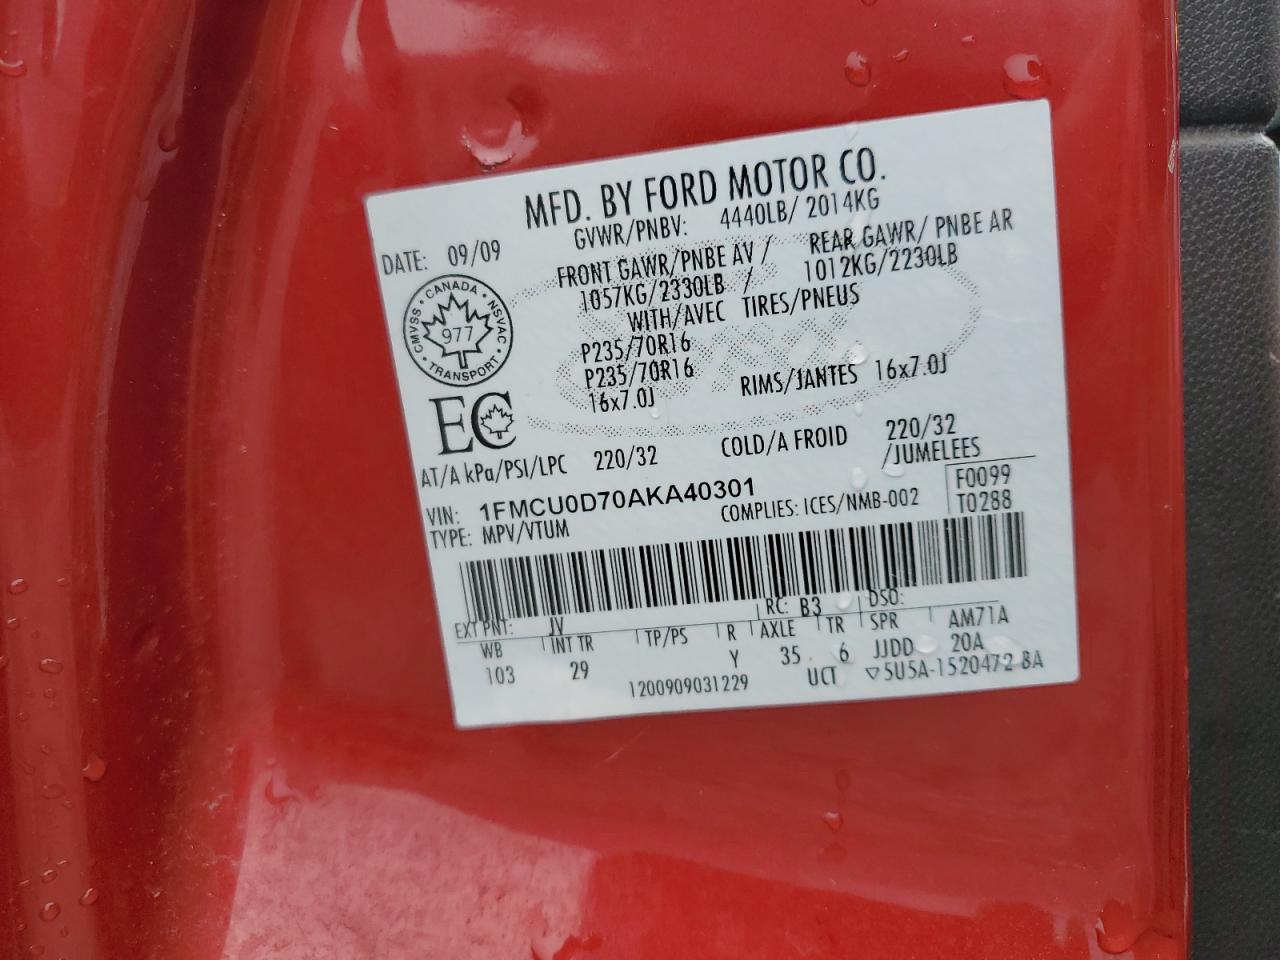 MFD. BY FORD MOTOR CO.
DATE: 09/09 GVWR/PNBV: 4440LB/ 2014KG
FRONT GAWR/PNBE AV / REAR GAWR/ PNBE AR
1057KG/2330LB / 1012KG/2230LB
WITH/AVEC TIRES/PNEUS
P235/70R16
P235/70R16
16x7.0J RIMS/JANTES 16x7.0J
CANADA • NSVAC • TRANSPORT • CMVSS •
977
EC
AT/A kPa/PSI/LPC 220/32 COLD/A FROID 220/32
/JUMELEES
VIN: 1FMCU0D70AKA40301 F0099
TYPE: MPV/VTUM COMPLIES: ICES/NMB-002 T0288
EXT PNT: JV RC: B3 DSO:
WB INT TR TP/PS R AXLE TR SPR AM71A
103 29 Y 35 6 JJDD 20A
1200909031229 UCT ▽5U5A-1520472-BA